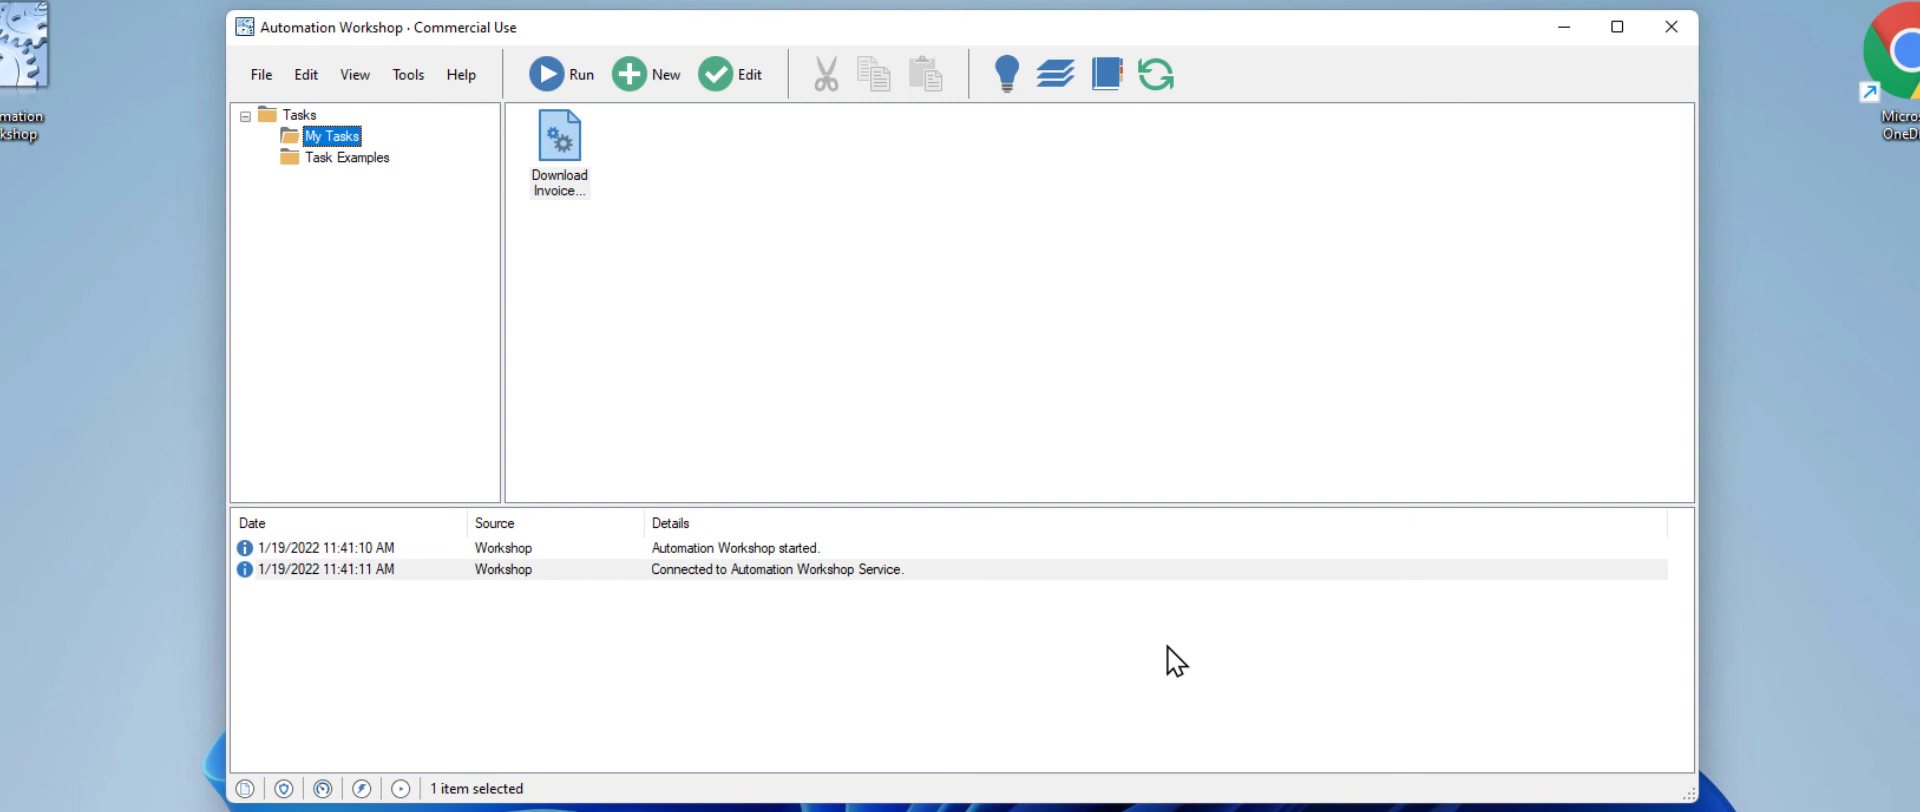 Automation Workshop · Commercial Use
File Edit View Tools Help Run New Edit
Tasks
My Tasks
Task Examples
Download
Invoice...
mation
kshop
Micro
OneD
Date Source Details
1/19/2022 11:41:10 AM Workshop Automation Workshop started.
1/19/2022 11:41:11 AM Workshop Connected to Automation Workshop Service.
1 item selected